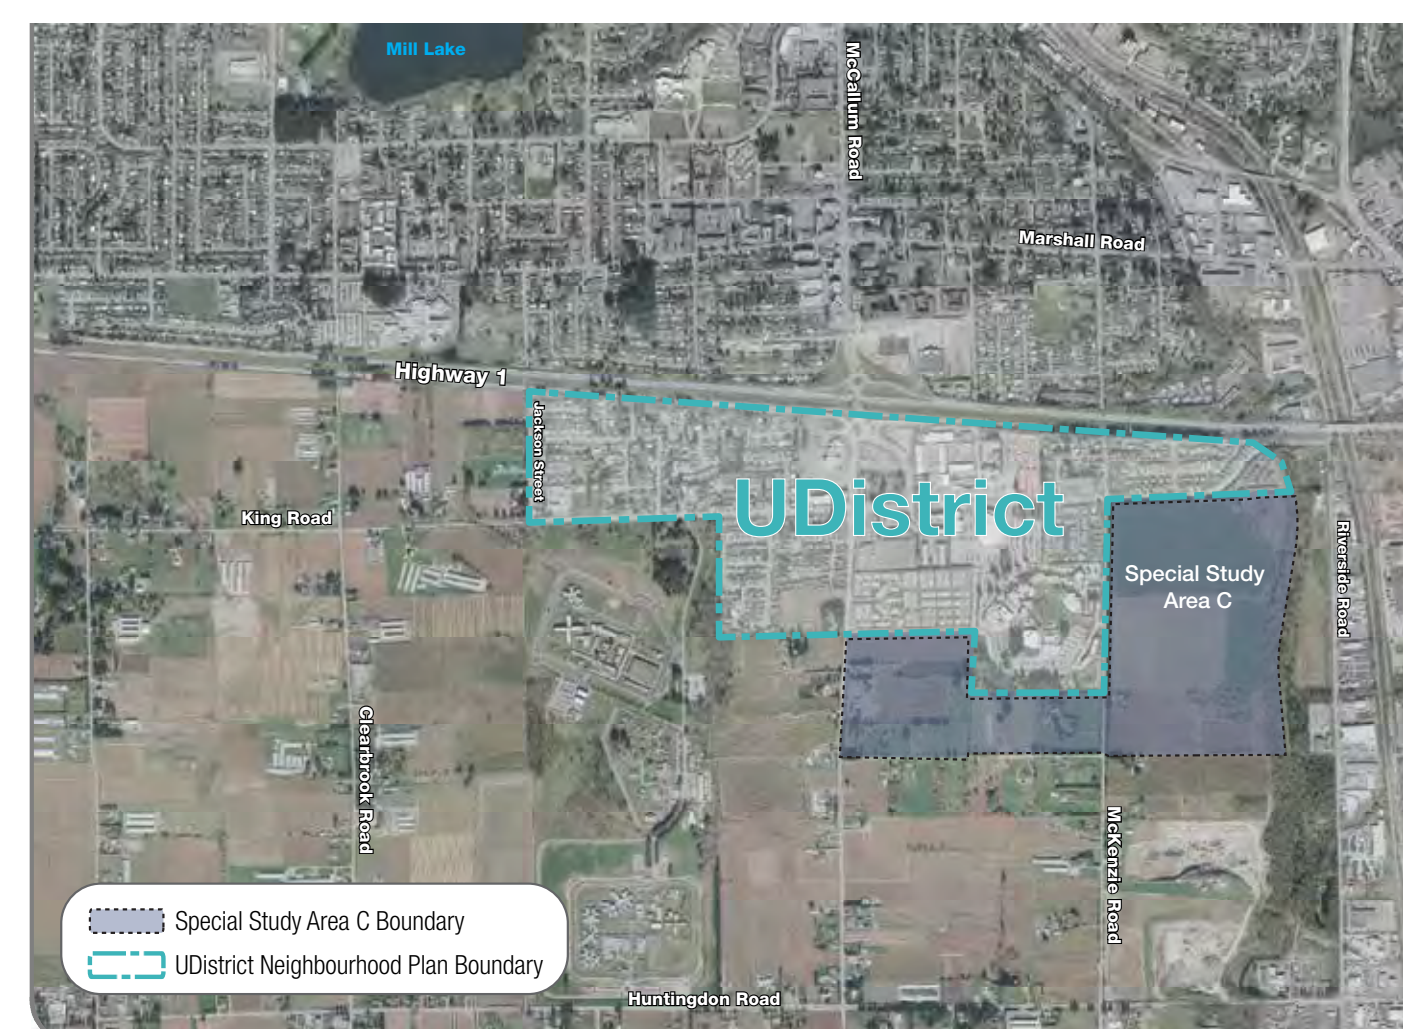 Mill Lake
McCallum Road
Marshall Road
Highway 1
Jackson Street
King Road
UDistrict
Special Study
Area C
Riverside Road
Clearbrook Road
McKenzie Road
Special Study Area C Boundary
UDistrict Neighbourhood Plan Boundary
Huntingdon Road